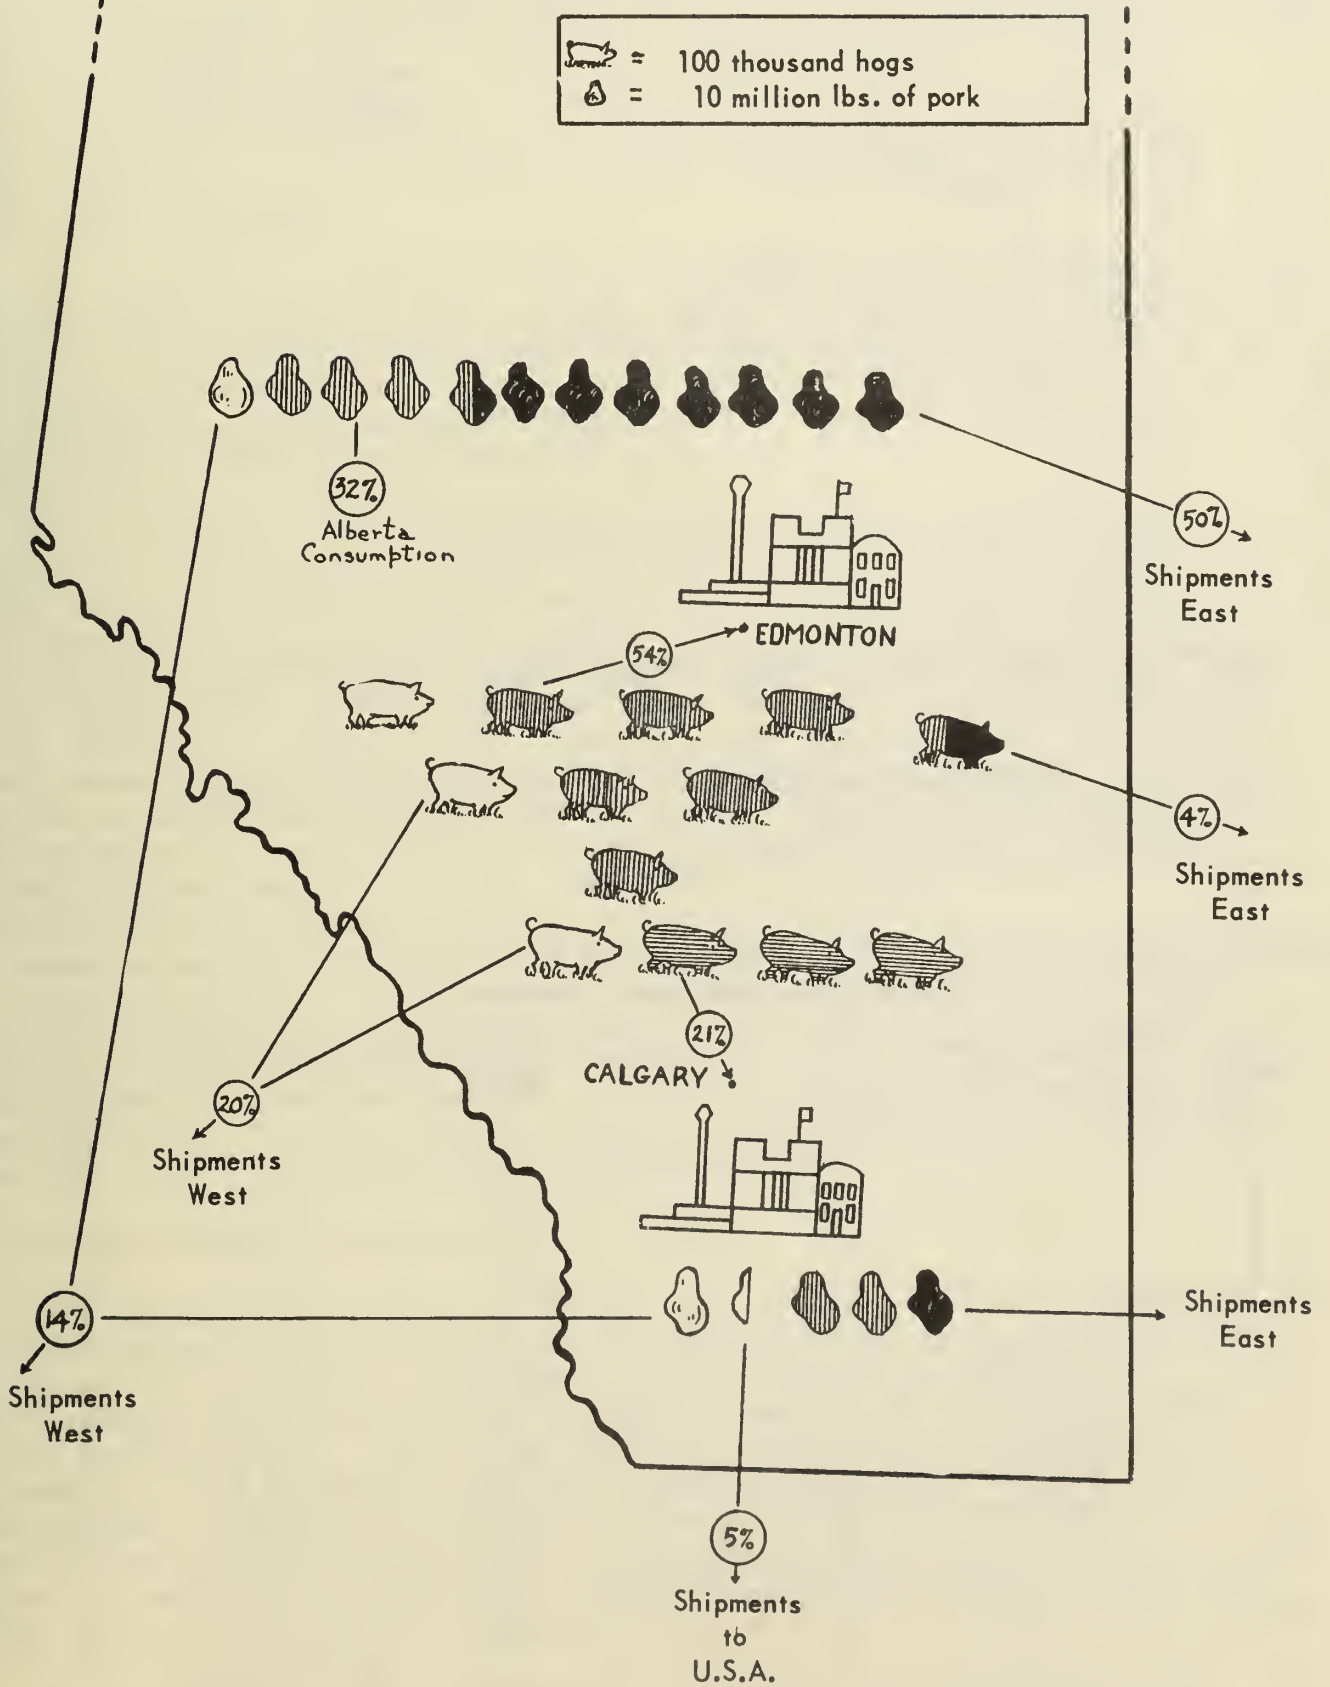 = 100 thousand hogs
= 10 million lbs. of pork
32%
Alberta
Consumption
50%
Shipments
East
EDMONTON
54%
4%
Shipments
East
21%
CALGARY
20%
Shipments
West
14%
Shipments
West
Shipments
East
5%
Shipments
to
U.S.A.